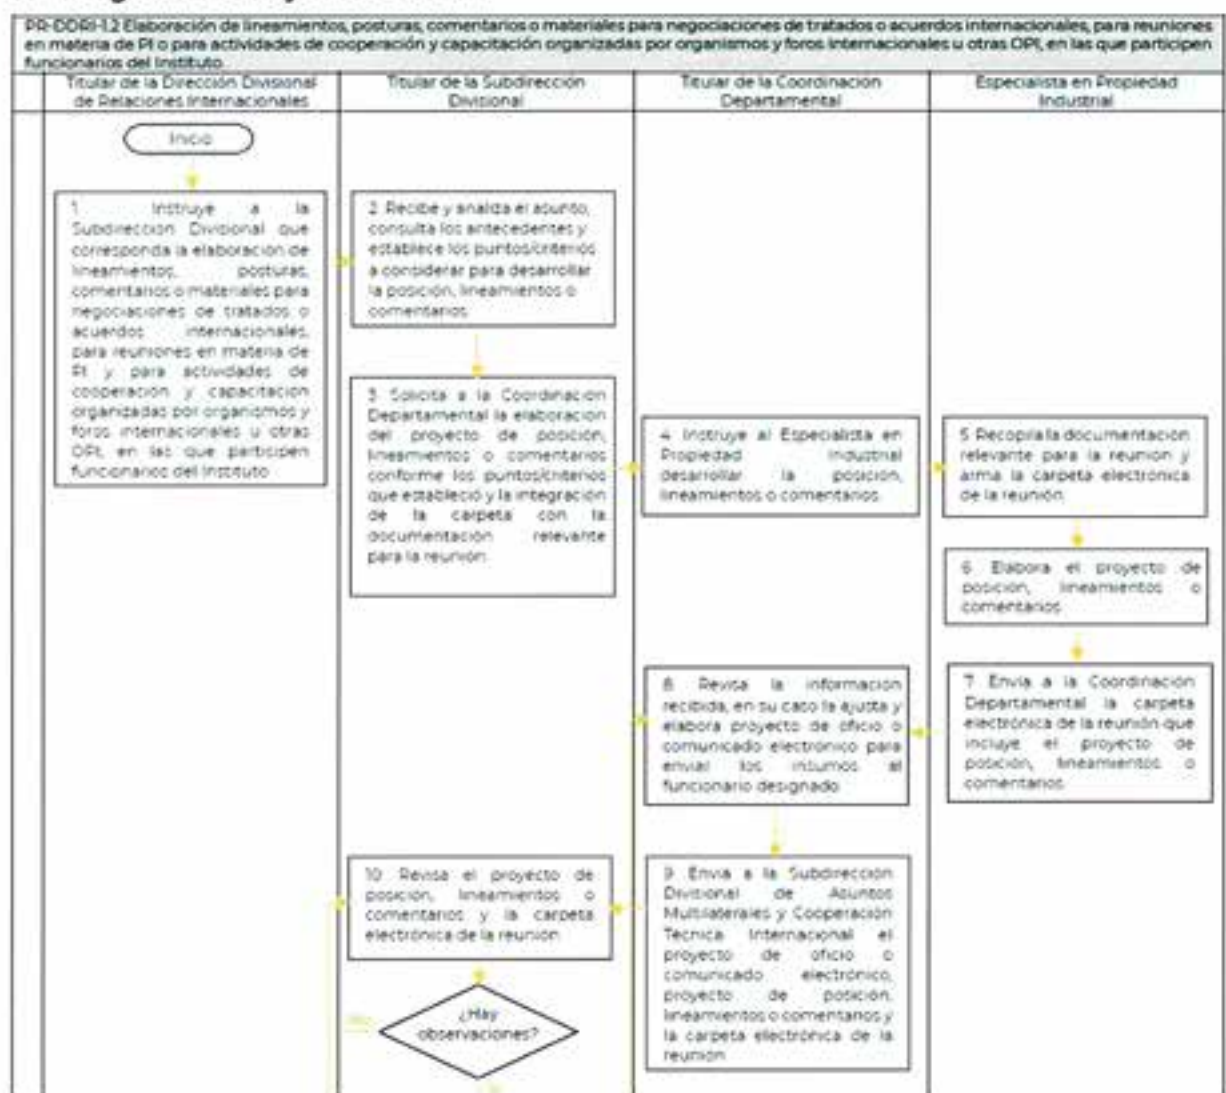 PR-DDRI-1.2 Elaboración de lineamientos, posturas, comentarios o materiales para negociaciones de tratados o acuerdos internacionales, para reuniones
en materia de PI o para actividades de cooperación y capacitación organizadas por organismos y foros internacionales u otras OPI, en las que participen
funcionarios del Instituto.
Titular de la Dirección Divisional
de Relaciones Internacionales
Titular de la Subdirección
Divisional
Titular de la Coordinación
Departamental
Especialista en Propiedad
Industrial
Inicio
1 Instruye a la
Subdirección Divisional que
corresponda la elaboración de
lineamientos, posturas,
comentarios o materiales para
negociaciones de tratados o
acuerdos internacionales,
para reuniones en materia de
PI y para actividades de
cooperación y capacitación
organizadas por organismos y
foros internacionales u otras
OPI, en las que participen
funcionarios del Instituto
2 Recibe y analiza el asunto,
consulta los antecedentes y
establece los puntos/criterios
a considerar para desarrollar
la posición, lineamientos o
comentarios
3 Solicita a la Coordinación
Departamental la elaboración
del proyecto de posición,
lineamientos o comentarios
conforme los puntos/criterios
que estableció y la integración
de la carpeta con la
documentación relevante
para la reunión
4 Instruye al Especialista en
Propiedad Industrial
desarrollar la posición,
lineamientos o comentarios
5 Recopila la documentación
relevante para la reunión y
arma la carpeta electrónica
de la reunión
6 Elabora el proyecto de
posición, lineamientos o
comentarios
7 Envía a la Coordinación
Departamental la carpeta
electrónica de la reunión que
incluye el proyecto de
posición, lineamientos o
comentarios
8 Revisa la información
recibida, en su caso la ajusta y
elabora proyecto de oficio o
comunicado electrónico para
enviar los insumos al
funcionario designado
9 Envía a la Subdirección
Divisional de Asuntos
Multilaterales y Cooperación
Técnica Internacional el
proyecto de oficio o
comunicado electrónico,
proyecto de posición,
lineamientos o comentarios y
la carpeta electrónica de la
reunión
10 Revisa el proyecto de
posición, lineamientos o
comentarios y la carpeta
electrónica de la reunión
¿Hay
observaciones?